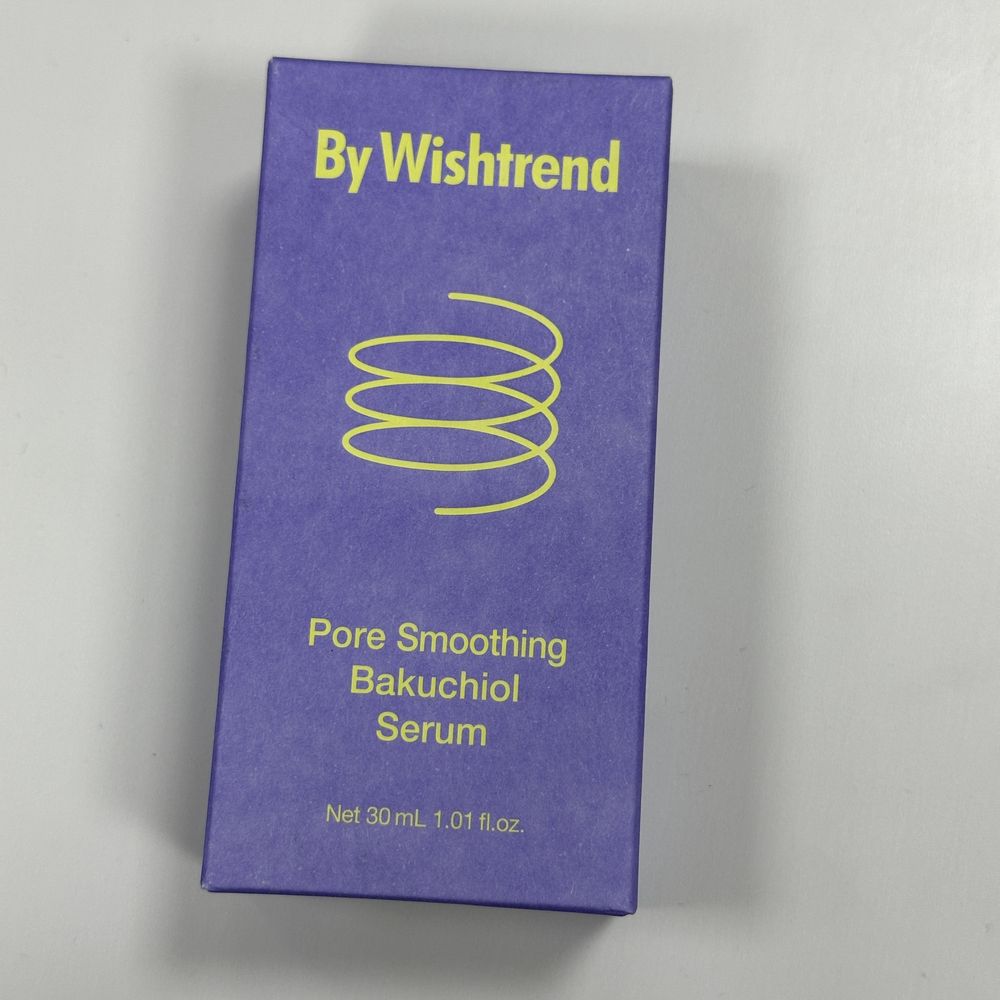 By Wishtrend
Pore Smoothing
Bakuchiol
Serum
Net 30 mL 1.01 fl.oz.